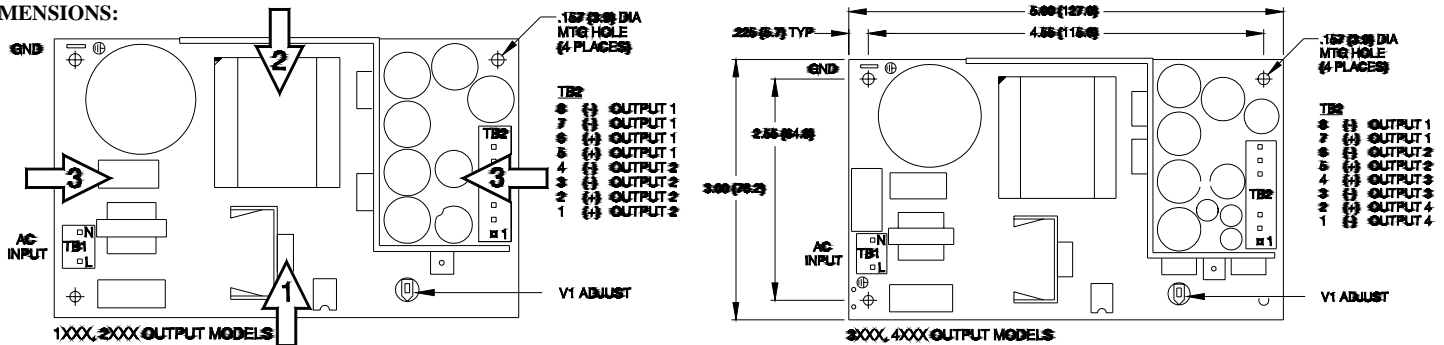 MENSIONS:
GND
2
.157 (3.9) DIA
MTG HOLE
(4 PLACES)
TB2
8 (-) OUTPUT 1
7 (-) OUTPUT 1
6 (+) OUTPUT 1
5 (+) OUTPUT 1
4 (-) OUTPUT 2
3 (-) OUTPUT 2
2 (+) OUTPUT 2
1 (+) OUTPUT 2
TB2
1
3
3
AC
INPUT
N
TB1
L
1
V1 ADJUST
1XXX, 2XXX OUTPUT MODELS
5.00 (127.0)
.225 (5.7) TYP
4.55 (115.6)
GND
.157 (3.9) DIA
MTG HOLE
(4 PLACES)
2.55 (64.8)
3.00 (76.2)
TB2
8 (-) OUTPUT 1
7 (+) OUTPUT 1
6 (-) OUTPUT 2
5 (+) OUTPUT 2
4 (+) OUTPUT 3
3 (-) OUTPUT 3
2 (+) OUTPUT 4
1 (-) OUTPUT 4
TB2
1
AC
INPUT
N
TB1
L
V1 ADJUST
3XXX, 4XXX OUTPUT MODELS